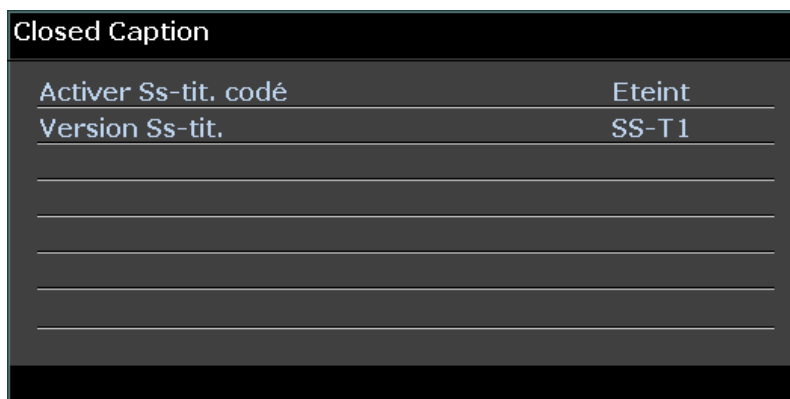 Closed Caption
Activer Ss-tit. codé Eteint
Version Ss-tit. SS-T1